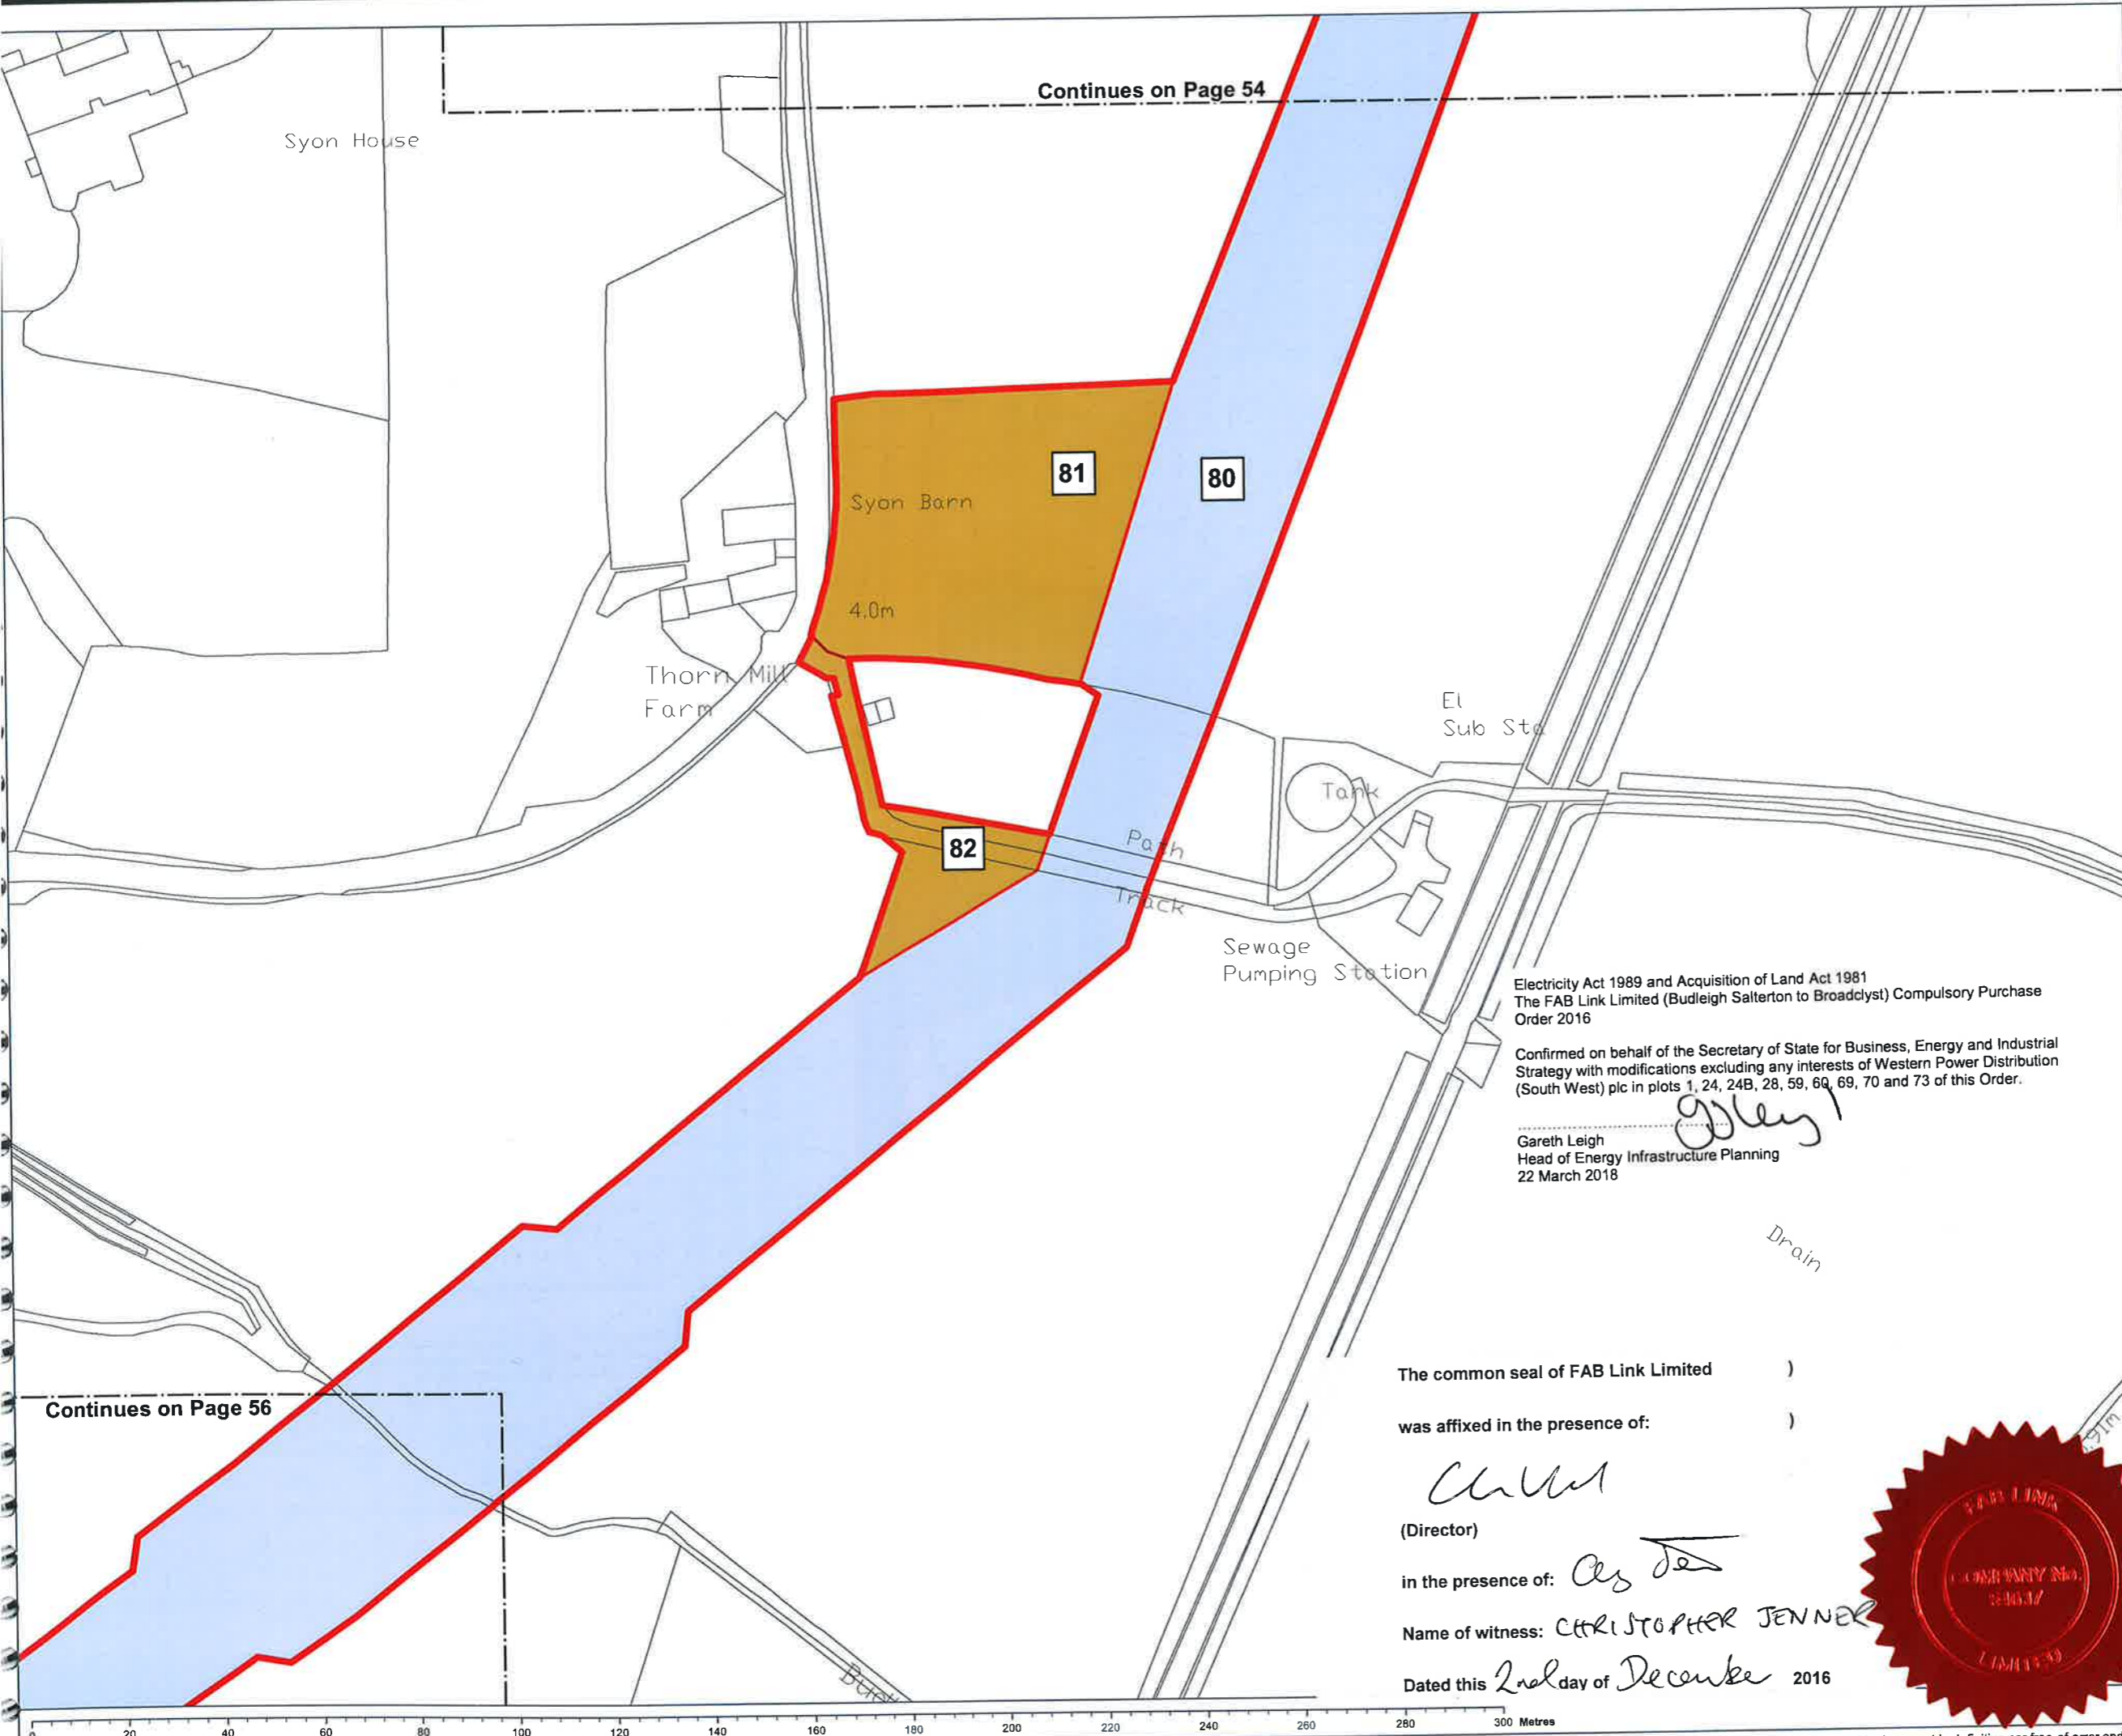 Continues on Page 54
Syon House
81
80
Syon Barn
4.0m
Thorn Mill
Farm
El
Sub Sta
Tank
82
Path
Track
Sewage
Pumping Station
Electricity Act 1989 and Acquisition of Land Act 1981
The FAB Link Limited (Budleigh Salterton to Broadclyst) Compulsory Purchase
Order 2016
Confirmed on behalf of the Secretary of State for Business, Energy and Industrial
Strategy with modifications excluding any interests of Western Power Distribution
(South West) plc in plots 1, 24, 24B, 28, 59, 60, 69, 70 and 73 of this Order.
Gareth Leigh
Head of Energy Infrastructure Planning
22 March 2018
Drain
The common seal of FAB Link Limited )
was affixed in the presence of: )
Continues on Page 56
(Director)
in the presence of:
Name of witness: CHRISTOPHER JENNER
Dated this 2nd day of December 2016
FAB LINK
COMPANY No.
LIMITED
20 40 60 80 100 120 140 160 180 200 220 240 260 280 300 Metres